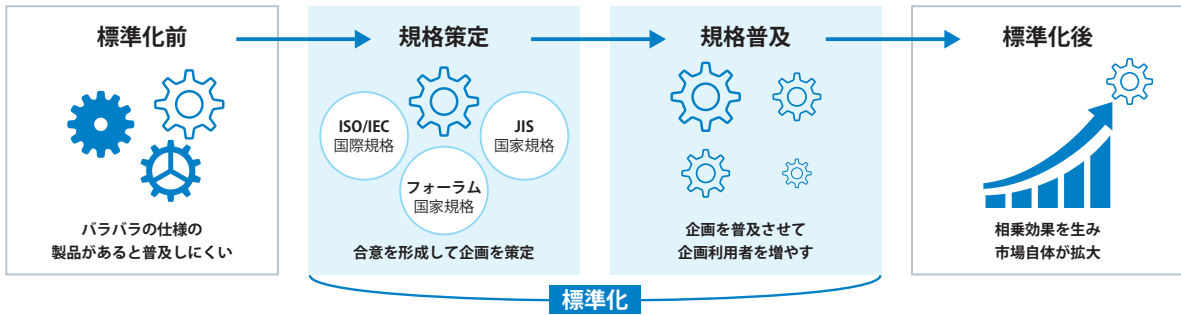 標準化前
バラバラの仕様の
製品があると普及しにくい
規格策定
ISO/IEC
国際規格
JIS
国家規格
フォーラム
国家規格
合意を形成して企画を策定
規格普及
企画を普及させて
企画利用者を増やす
標準化後
相乗効果を生み
市場自体が拡大
標準化